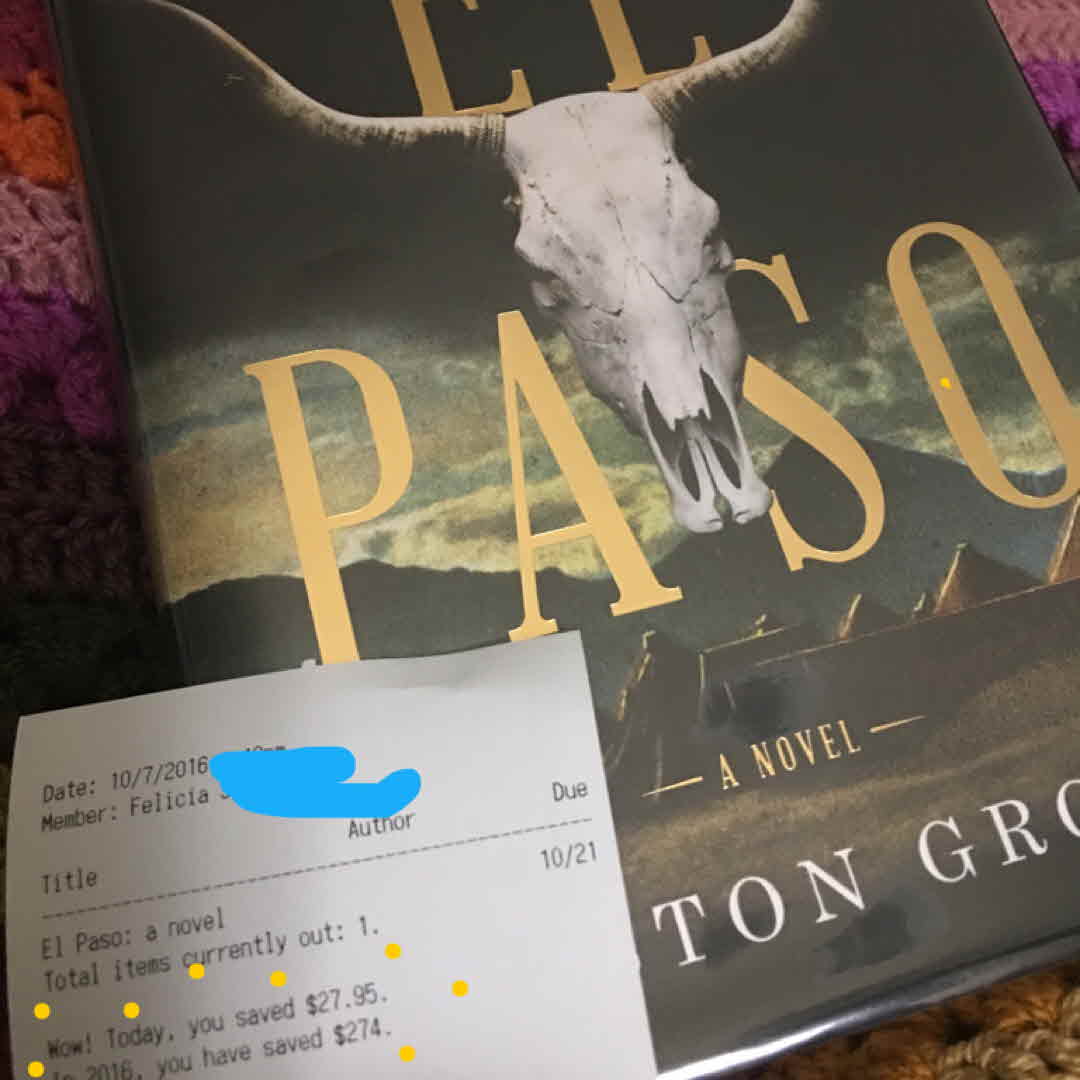 EL
PASO
A NOVEL
TON GRO
Date: 10/7/2016
Member: Felicia
Title Author Due
El Paso: a novel 10/21
Total items currently out: 1.
Wow! Today, you saved $27.95.
In 2016, you have saved $274.